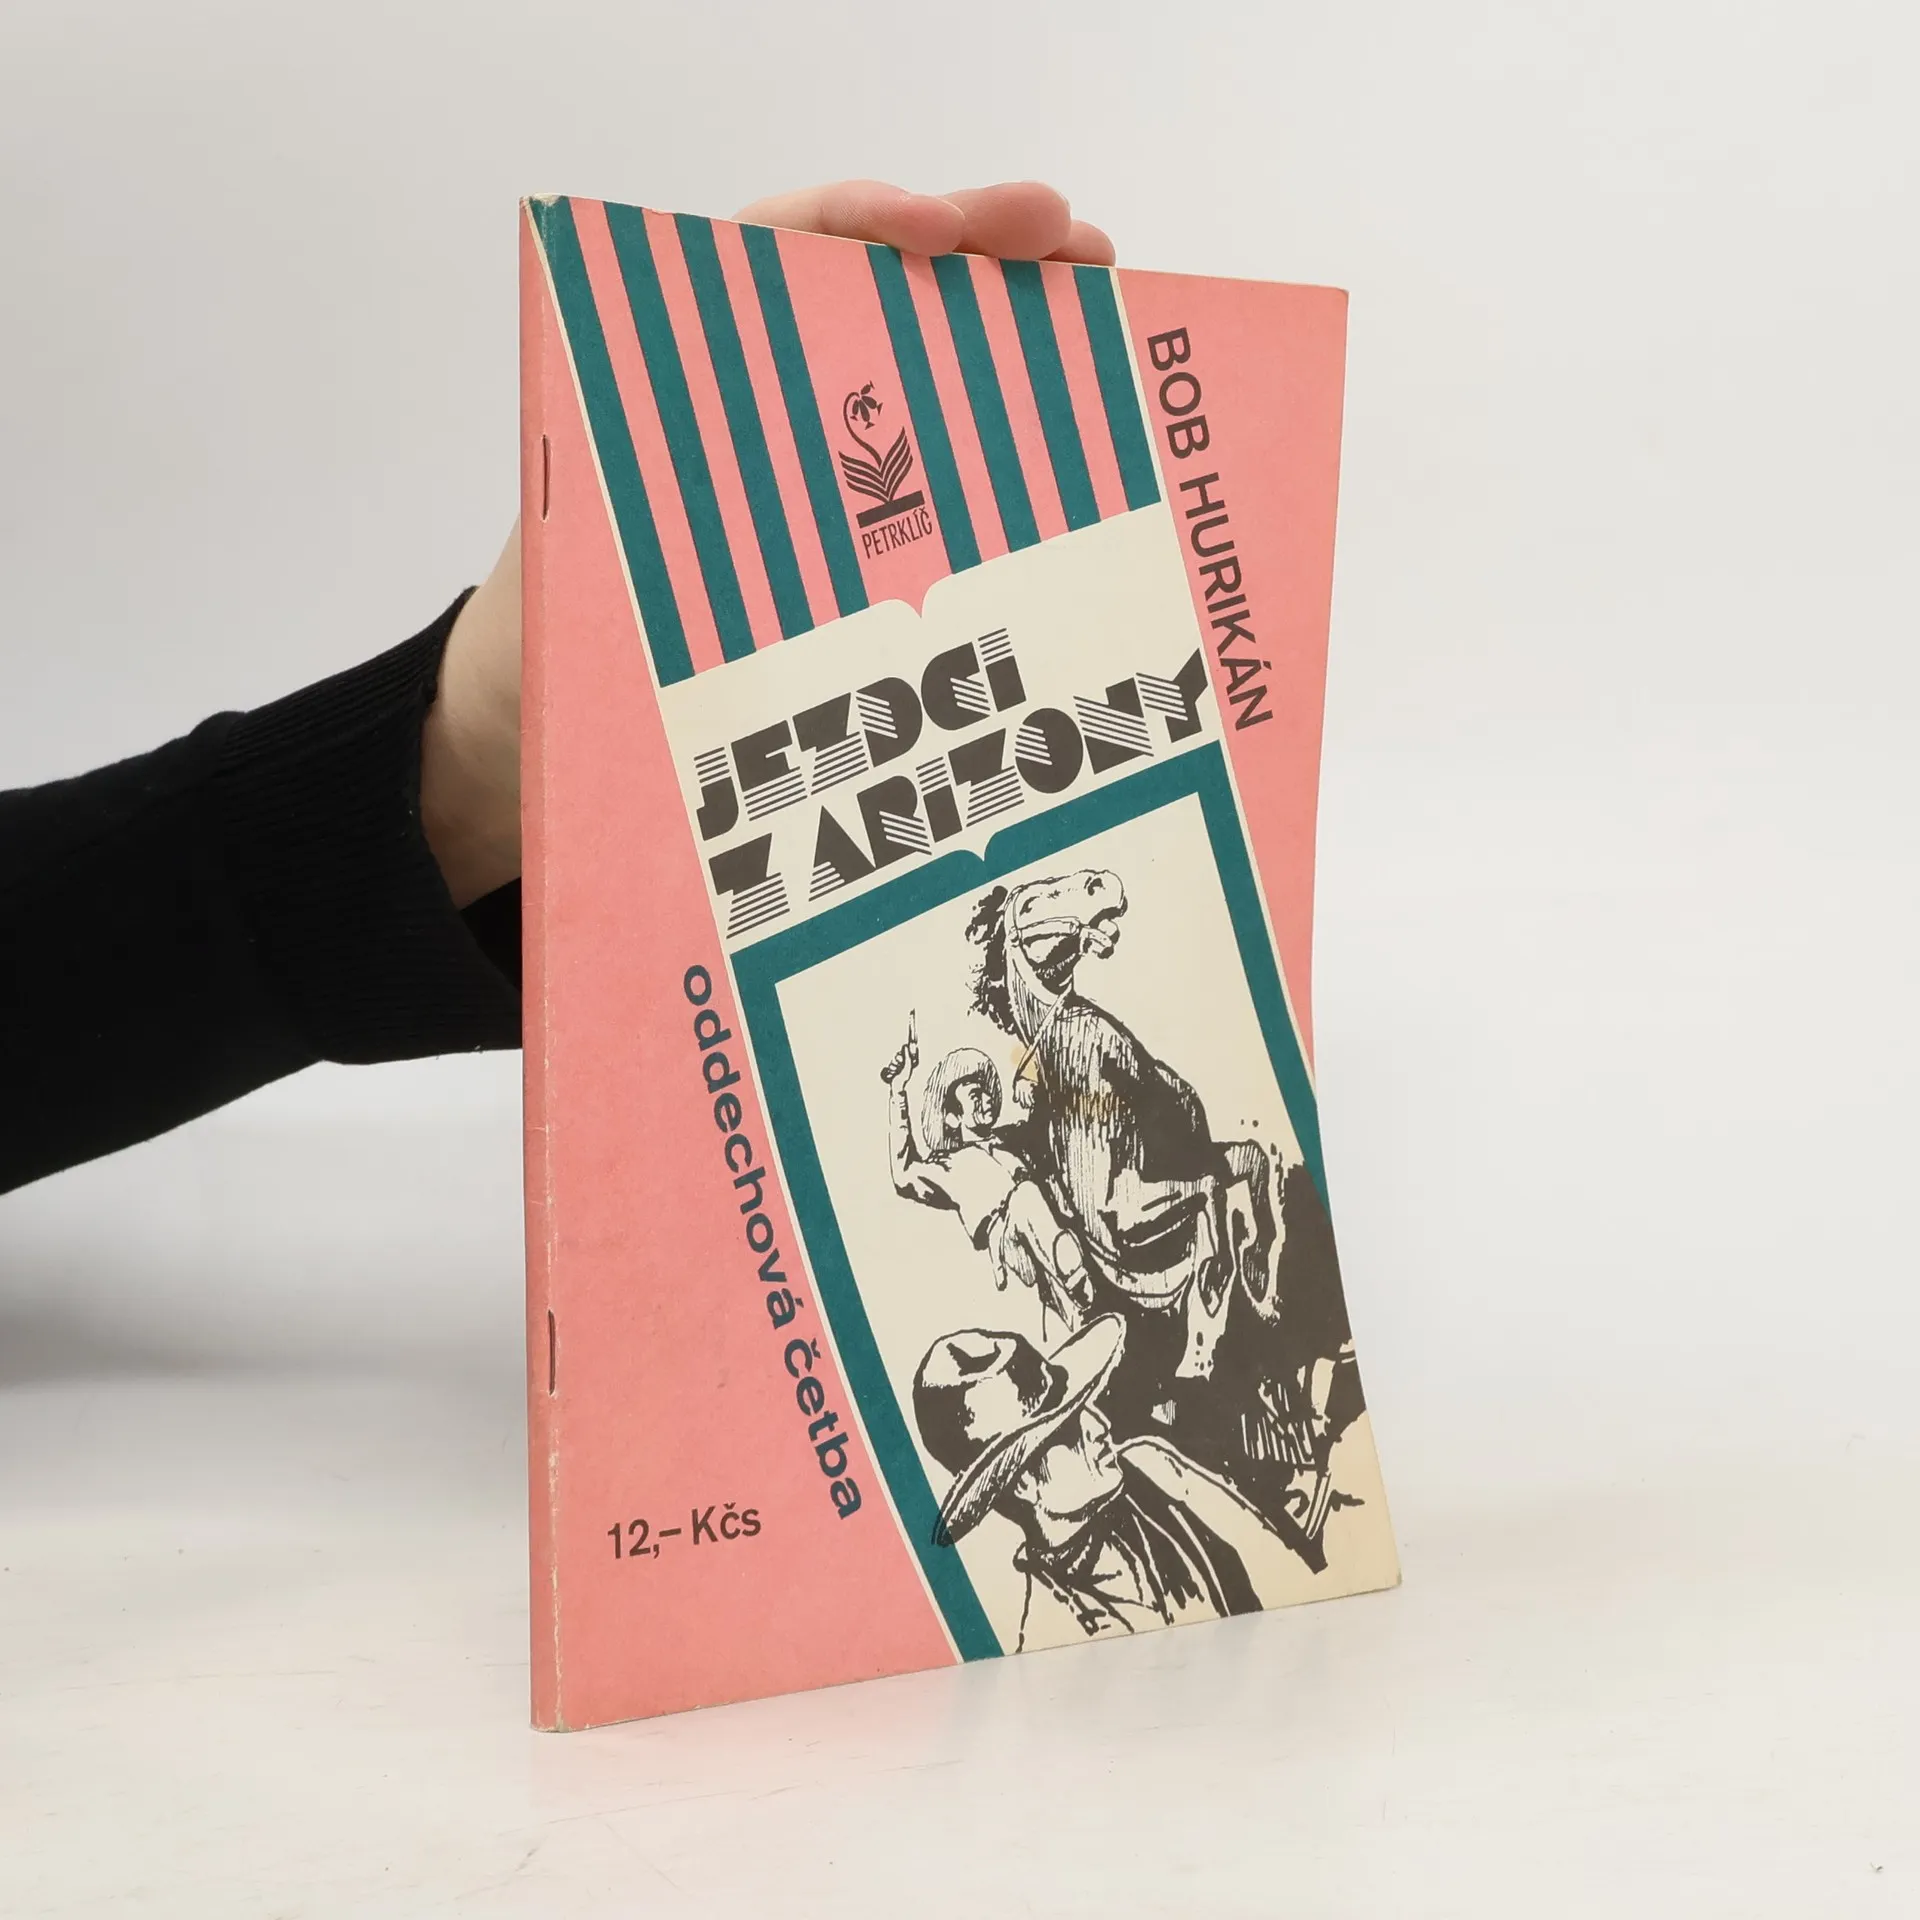 PETRKLÍČ
BOB HURIKÁN
JEZDCI
Z ARIZONY
oddechová četba
12,– Kčs